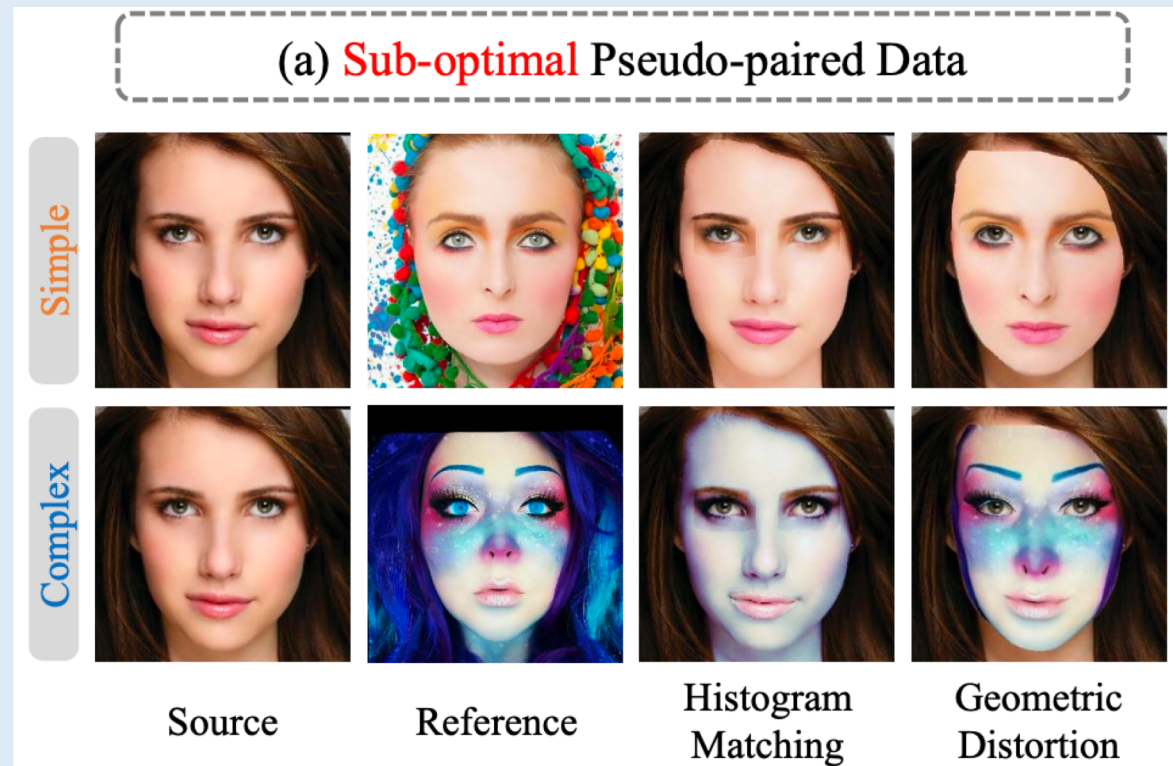 (a) Sub-optimal Pseudo-paired Data
Simple
Complex
Source
Reference
Histogram
Matching
Geometric
Distortion